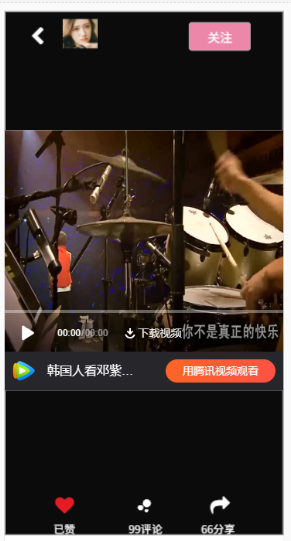 关注
00:00/00:00
下载视频
你不是真正的快乐
韩国人看邓紫...
用腾讯视频观看
已赞
99评论
66分享